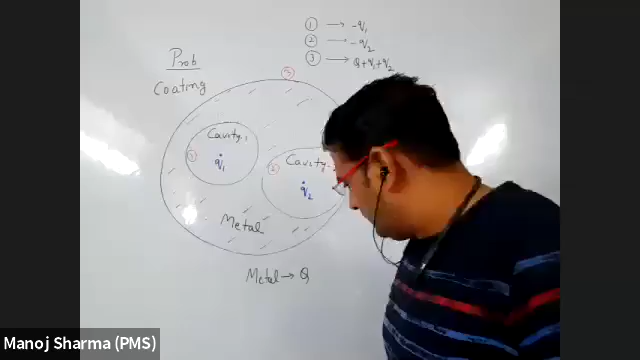 ① → -q₁
② → -q₂
③ → Q+q₁+q₂
Prob
Coating
③
Cavity₁
①
q₁
②
Cavity
q₂
Metal
Metal → Q
Manoj Sharma (PMS)